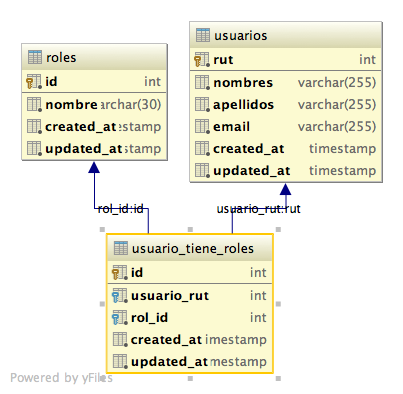 usuarios
rut int
nombres varchar(255)
apellidos varchar(255)
email varchar(255)
created_at timestamp
updated_at timestamp
roles
id int
nombre archar(30)
created_at stamp
updated_at stamp
rol_id:id
usuario_rut:rut
usuario_tiene_roles
id int
usuario_rut int
rol_id int
created_at imestamp
updated_at mestamp
Powered by yFiles